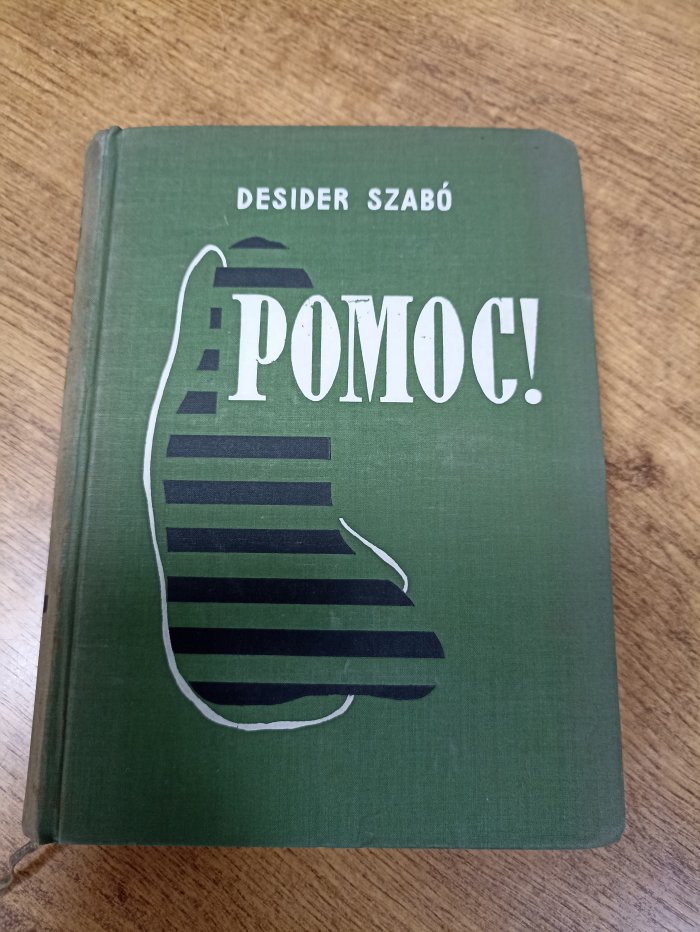 DESIDER SZABÓ
POMOC!